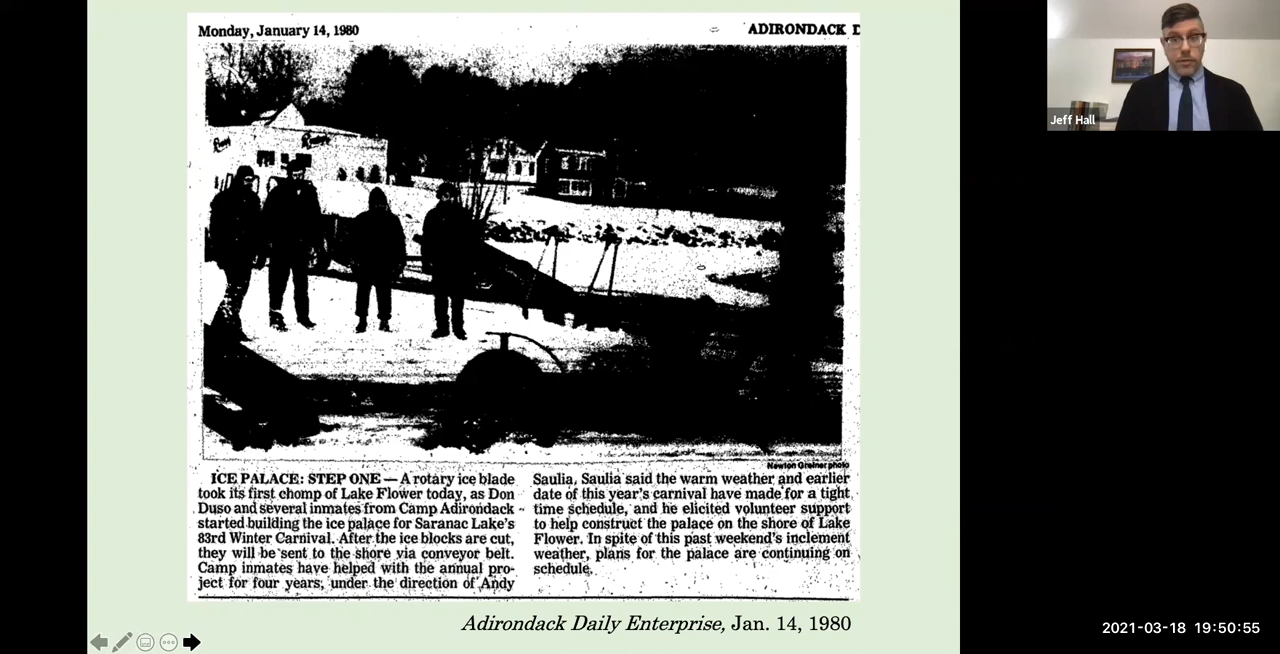 Monday, January 14, 1980
ADIRONDACK D
Jeff Hall
Newton Greiner photo
ICE PALACE: STEP ONE — A rotary ice blade
took its first chomp of Lake Flower today, as Don
Duso and several inmates from Camp Adirondack
started building the ice palace for Saranac Lake's
83rd Winter Carnival. After the ice blocks are cut,
they will be sent to the shore via conveyor belt.
Camp inmates have helped with the annual pro-
ject for four years, under the direction of Andy
Saulia. Saulia said the warm weather and earlier
date of this year's carnival have made for a tight
time schedule, and he elicited volunteer support
to help construct the palace on the shore of Lake
Flower. In spite of this past weekend's inclement
weather, plans for the palace are continuing on
schedule.
Adirondack Daily Enterprise, Jan. 14, 1980
2021-03-18 19:50:55